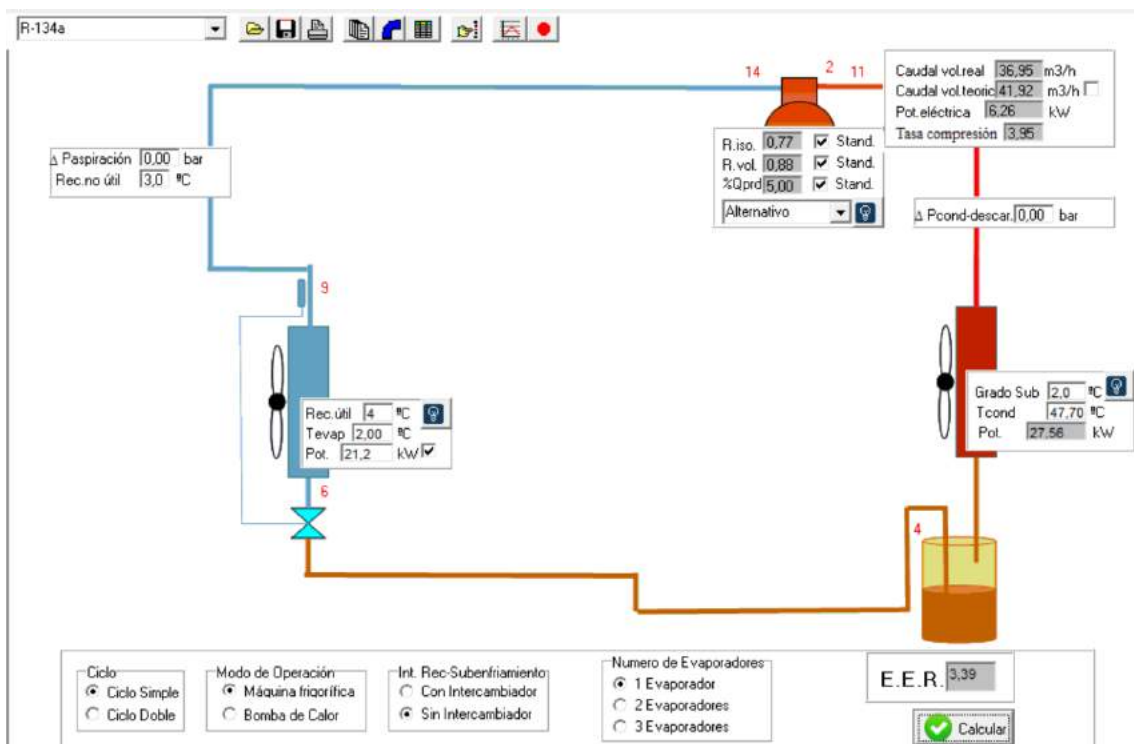 R-134a
14
2
11
Caudal vol.real 36,95 m3/h
Caudal vol.teoric 41,92 m3/h
Pot.eléctrica 6,26 kW
Tasa compresión 3,95
R.iso. 0,77 Stand.
R.vol. 0,88 Stand.
%Qprd 5,00 Stand.
Alternativo
Δ Paspiración 0,00 bar
Rec.no útil 3,0 ºC
Δ Pcond-descar. 0,00 bar
9
Rec.útil 4 ºC
Tevap 2,00 ºC
Pot. 21,2 kW
Grado Sub 2,0 ºC
Tcond 47,70 ºC
Pot. 27,56 kW
6
4
Ciclo
Ciclo Simple
Ciclo Doble
Modo de Operación
Máquina frigorífica
Bomba de Calor
Int. Rec-Subenfriamiento
Con Intercambiador
Sin Intercambiador
Numero de Evaporadores
1 Evaporador
2 Evaporadores
3 Evaporadores
E.E.R. 3,39
Calcular